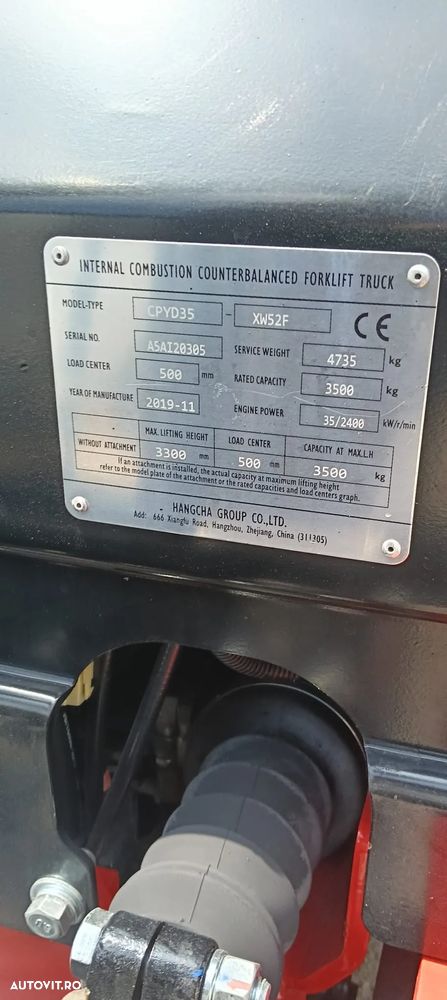 INTERNAL COMBUSTION COUNTERBALANCED FORKLIFT TRUCK
MODEL-TYPE CPYD35 - XW52F CE
SERIAL NO. A5AI20305 SERVICE WEIGHT 4735 kg
LOAD CENTER 500 mm RATED CAPACITY 3500 kg
YEAR OF MANUFACTURE 2019-11 ENGINE POWER 35/2400 kW/r/min
MAX. LIFTING HEIGHT LOAD CENTER CAPACITY AT MAX.L.H
WITHOUT ATTACHMENT 3300 mm 500 mm 3500 kg
If an attachment is installed, the actual capacity at maximum lifting height
refer to the model plate of the attachment or the rated capacities and load centers graph.
HANGCHA GROUP CO.,LTD.
Add: 666 Xiangfu Road, Hangzhou, Zhejiang, China (311305)
AUTOVIT.RO